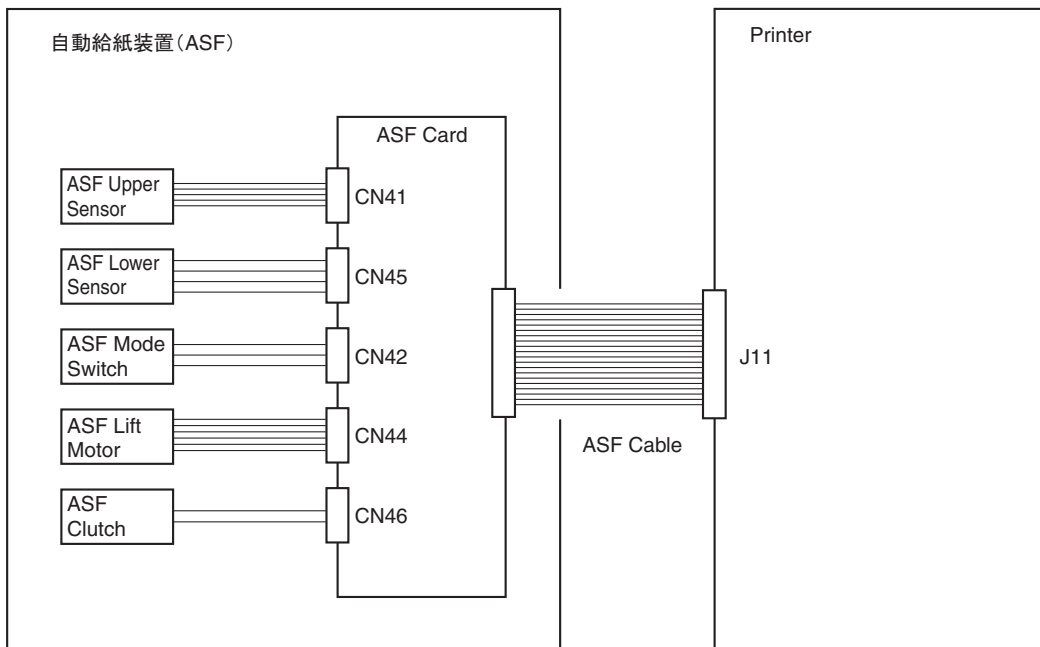 自動給紙装置(ASF)
Printer
ASF Card
ASF Upper
Sensor
CN41
ASF Lower
Sensor
CN45
ASF Mode
Switch
CN42
J11
ASF Lift
Motor
CN44
ASF Cable
ASF
Clutch
CN46